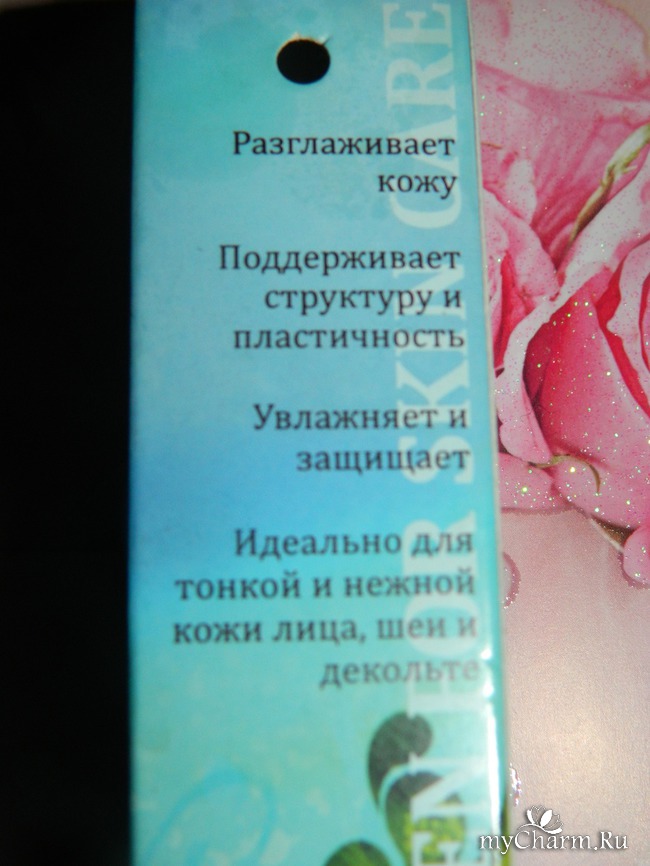 Разглаживает
кожу
Поддерживает
структуру и
пластичность
Увлажняет и
защищает
Идеально для
тонкой и нежной
кожи лица, шеи и
декольте
FOR SKIN CARE
myCharm.Ru